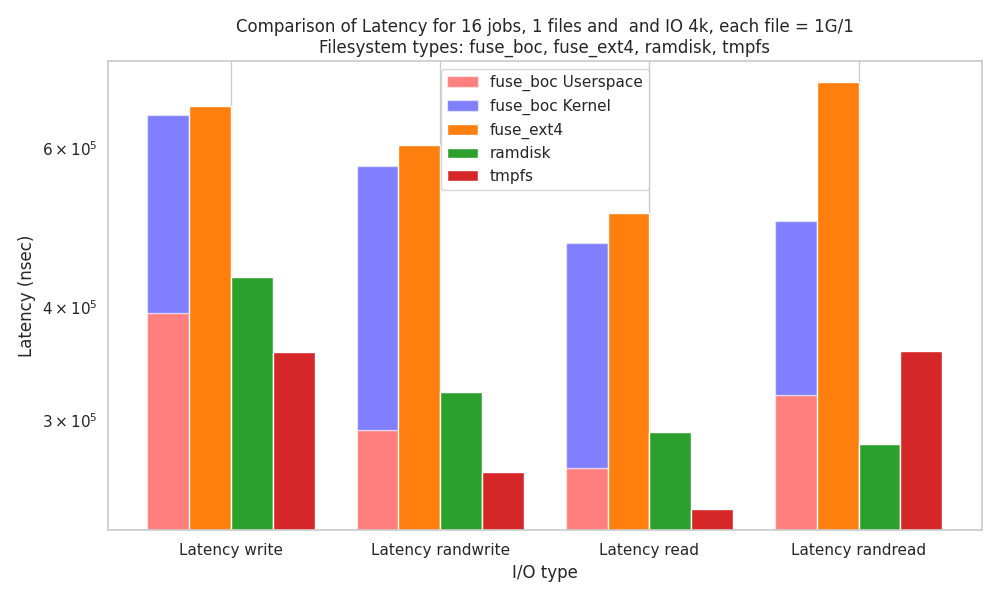 Comparison of Latency for 16 jobs, 1 files and  and IO 4k, each file = 1G/1
Filesystem types: fuse_boc, fuse_ext4, ramdisk, tmpfs
fuse_boc Userspace
fuse_boc Kernel
fuse_ext4
ramdisk
tmpfs
Latency (nsec)
6 × 10⁵
4 × 10⁵
3 × 10⁵
Latency write
Latency randwrite
Latency read
Latency randread
I/O type